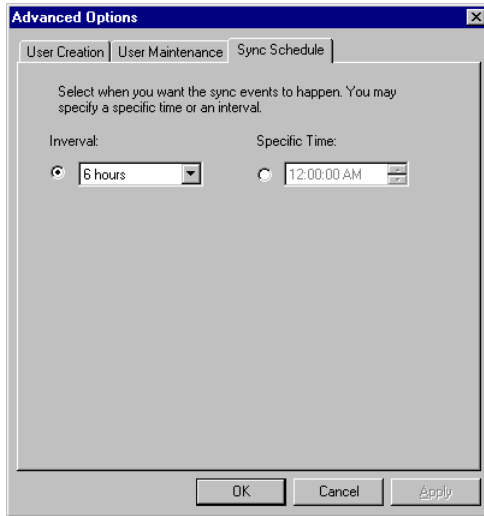 Advanced Options
User Creation User Maintenance Sync Schedule
Select when you want the sync events to happen. You may
specify a specific time or an interval.
Inverval: Specific Time:
6 hours 12:00:00 AM
OK Cancel Apply